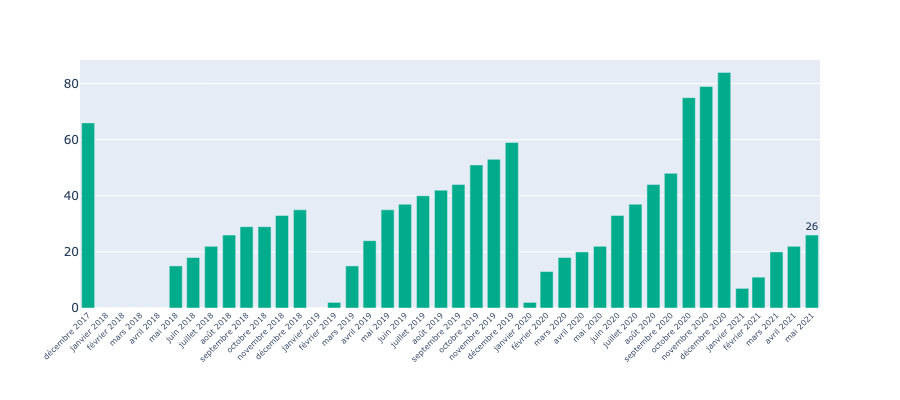 80
60
40
20
0
26
décembre 2017
janvier 2018
février 2018
mars 2018
avril 2018
mai 2018
juin 2018
juillet 2018
août 2018
septembre 2018
octobre 2018
novembre 2018
décembre 2018
janvier 2019
février 2019
mars 2019
avril 2019
mai 2019
juin 2019
juillet 2019
août 2019
septembre 2019
octobre 2019
novembre 2019
décembre 2019
janvier 2020
février 2020
mars 2020
avril 2020
mai 2020
juin 2020
juillet 2020
août 2020
septembre 2020
octobre 2020
novembre 2020
décembre 2020
janvier 2021
février 2021
mars 2021
avril 2021
mai 2021